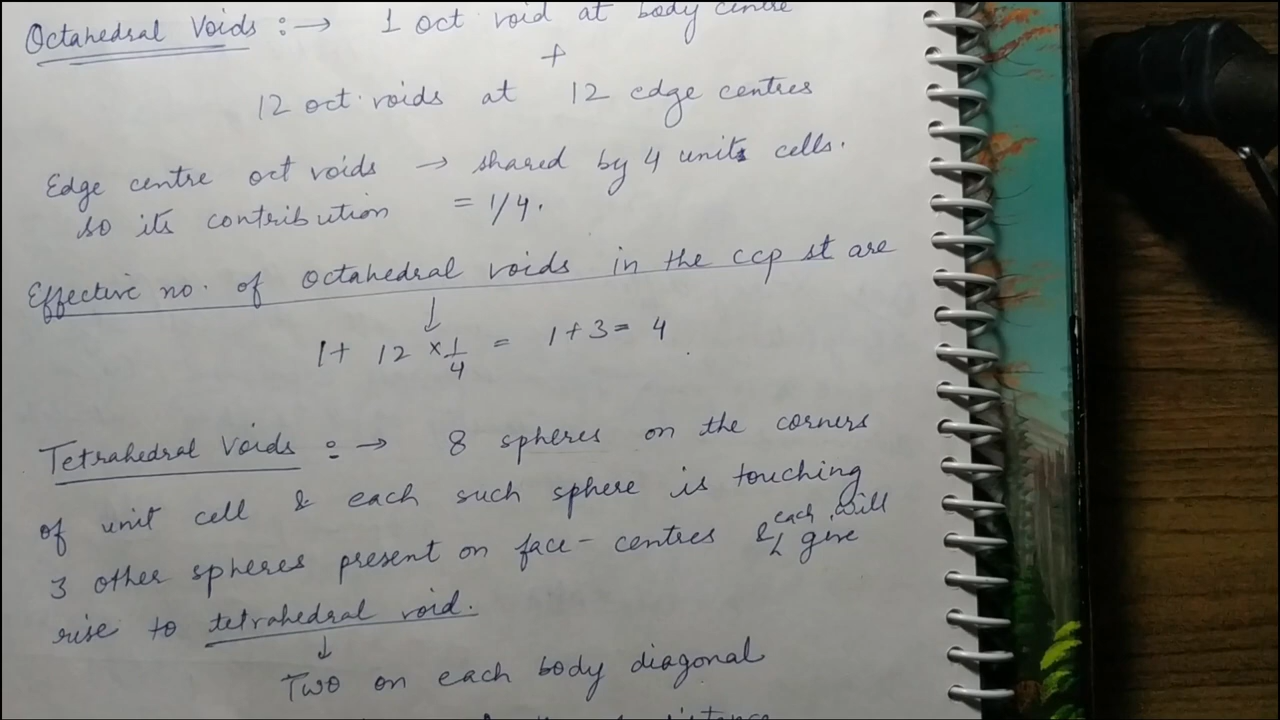 Octahedral Voids :→ 1 oct void at body centre
+
12 oct. voids at 12 edge centres
Edge centre oct voids → shared by 4 units cells.
so its contribution = 1/4.
Effective no. of octahedral voids in the ccp st are
↓
1 + 12 × 1/4 = 1 + 3 = 4
Tetrahedral Voids :→ 8 spheres on the corners
of unit cell & each such sphere is touching
3 other spheres present on face-centres & each will give
rise to tetrahedral void.
↓
Two on each body diagonal
distance